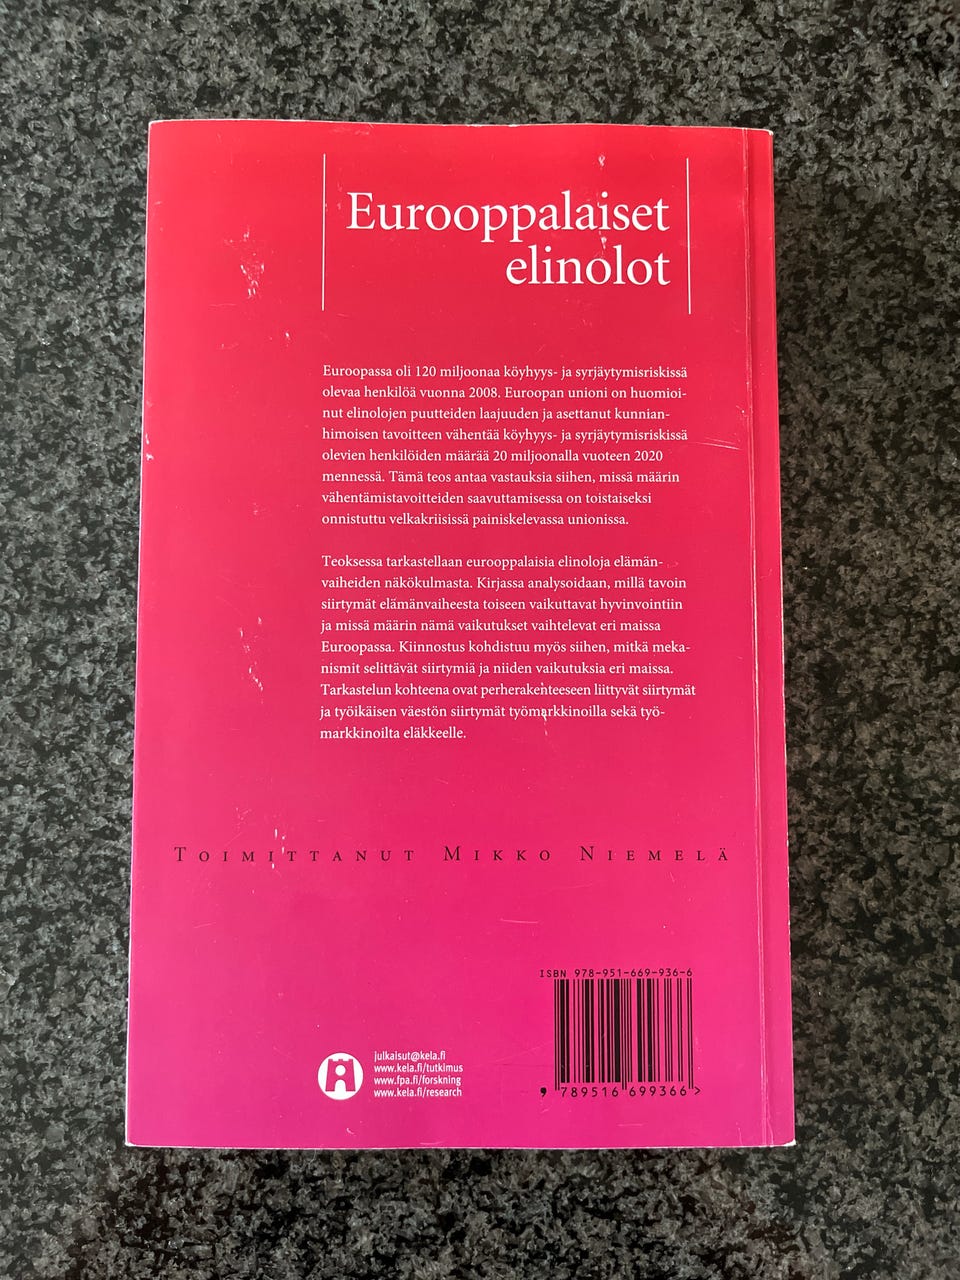 Eurooppalaiset
elinolot
Euroopassa oli 120 miljoonaa köyhyys- ja syrjäytymisriskissä
olevaa henkilöä vuonna 2008. Euroopan unioni on huomioi-
nut elinolojen puutteiden laajuuden ja asettanut kunnian-
himoisen tavoitteen vähentää köyhyys- ja syrjäytymisriskissä
olevien henkilöiden määrää 20 miljoonalla vuoteen 2020
mennessä. Tämä teos antaa vastauksia siihen, missä määrin
vähentämistavoitteiden saavuttamisessa on toistaiseksi
onnistuttu velkakriisissä painiskelevassa unionissa.
Teoksessa tarkastellaan eurooppalaisia elinoloja elämän-
vaiheiden näkökulmasta. Kirjassa analysoidaan, millä tavoin
siirtymät elämänvaiheesta toiseen vaikuttavat hyvinvointiin
ja missä määrin nämä vaikutukset vaihtelevat eri maissa
Euroopassa. Kiinnostus kohdistuu myös siihen, mitkä meka-
nismit selittävät siirtymiä ja niiden vaikutuksia eri maissa.
Tarkastelun kohteena ovat perherakenteeseen liittyvät siirtymät
ja työikäisen väestön siirtymät työmarkkinoilla sekä työ-
markkinoilta eläkkeelle.
Toimittanut Mikko Niemelä
ISBN 978-951-669-936-6
9 789516 699366 >
julkaisut@kela.fi
www.kela.fi/tutkimus
www.fpa.fi/forskning
www.kela.fi/research